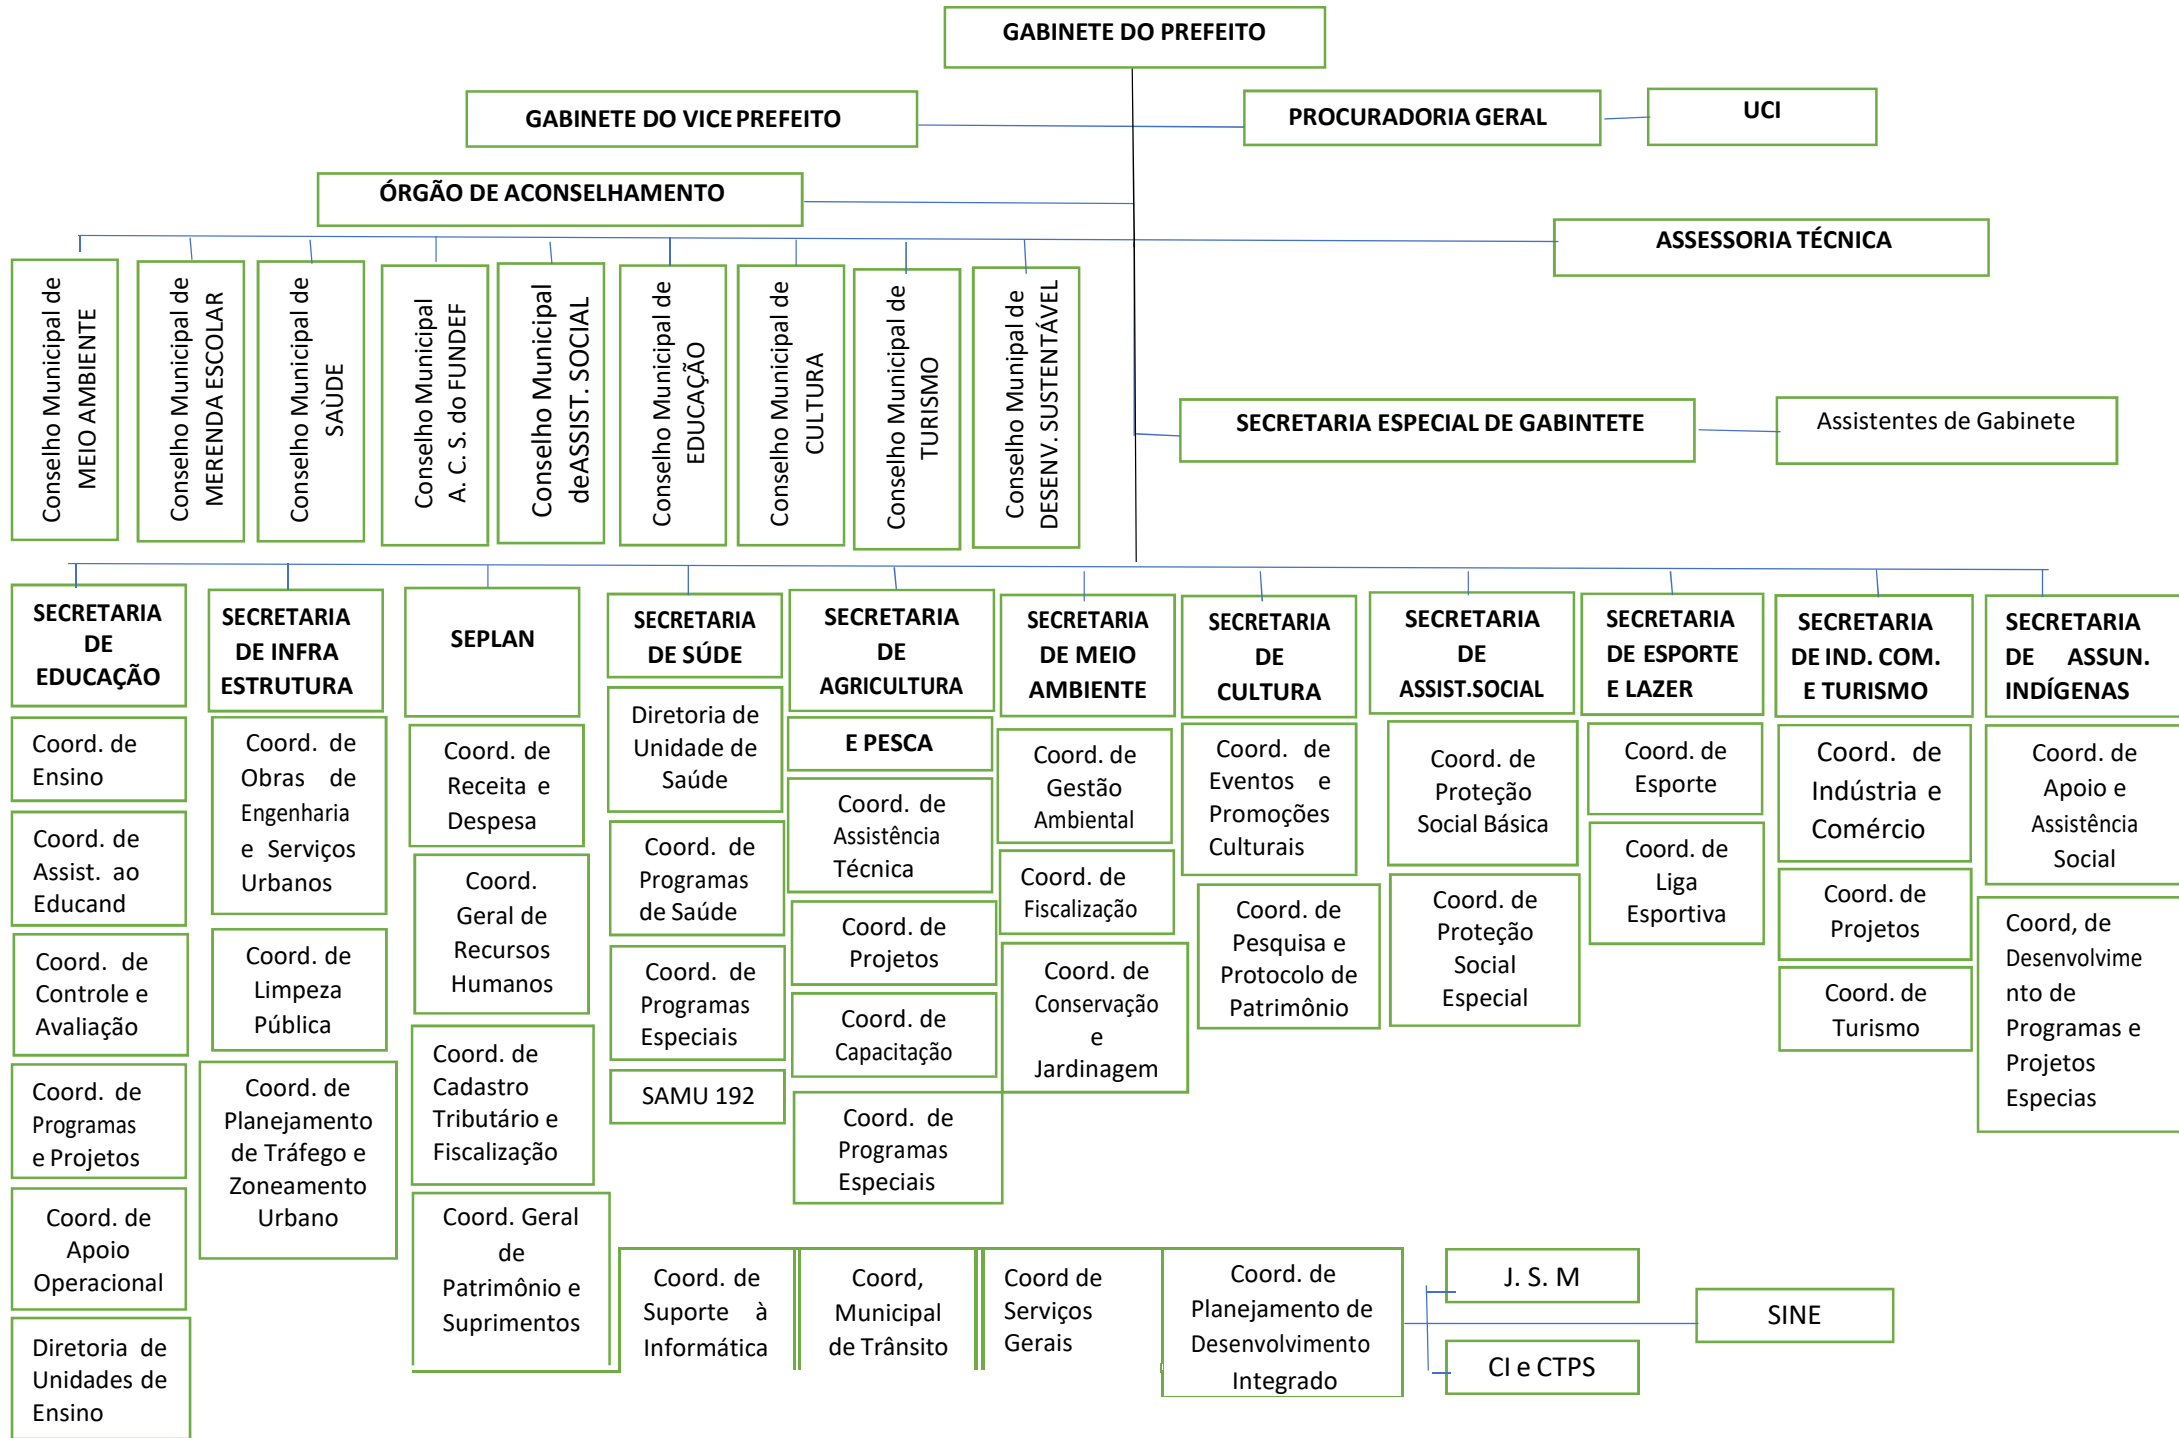 GABINETE DO PREFEITO
GABINETE DO VICE PREFEITO
PROCURADORIA GERAL
UCI
ÓRGÃO DE ACONSELHAMENTO
ASSESSORIA TÉCNICA
Conselho Municipal de
MEIO AMBIENTE
Conselho Municipal de
MERENDA ESCOLAR
Conselho Municipal de
SAÙDE
Conselho Municipal
A. C. S. do FUNDEF
Conselho Municipal
deASSIST. SOCIAL
Conselho Municipal de
EDUCAÇÃO
Conselho Municipal de
CULTURA
Conselho Municipal de
TURISMO
Conselho Munipal de
DESENV. SUSTENTÁVEL
SECRETARIA ESPECIAL DE GABINTETE
Assistentes de Gabinete
SECRETARIA
DE
EDUCAÇÃO
Coord. de
Ensino
Coord. de
Assist. ao
Educand
Coord. de
Controle e
Avaliação
Coord. de
Programas
e Projetos
Coord. de
Apoio
Operacional
Diretoria de
Unidades de
Ensino
SECRETARIA
DE INFRA
ESTRUTURA
Coord. de
Obras de
Engenharia
e Serviços
Urbanos
Coord. de
Limpeza
Pública
Coord. de
Planejamento
de Tráfego e
Zoneamento
Urbano
SEPLAN
Coord. de
Receita e
Despesa
Coord.
Geral de
Recursos
Humanos
Coord. de
Cadastro
Tributário e
Fiscalização
Coord. Geral
de
Patrimônio e
Suprimentos
SECRETARIA
DE SÚDE
Diretoria de
Unidade de
Saúde
Coord. de
Programas
de Saúde
Coord. de
Programas
Especiais
SAMU 192
SECRETARIA
DE
AGRICULTURA
E PESCA
Coord. de
Assistência
Técnica
Coord. de
Projetos
Coord. de
Capacitação
Coord. de
Programas
Especiais
SECRETARIA
DE MEIO
AMBIENTE
Coord. de
Gestão
Ambiental
Coord. de
Fiscalização
Coord. de
Conservação
e
Jardinagem
SECRETARIA
DE
CULTURA
Coord. de
Eventos e
Promoções
Culturais
Coord. de
Pesquisa e
Protocolo de
Patrimônio
SECRETARIA
DE
ASSIST.SOCIAL
Coord. de
Proteção
Social Básica
Coord. de
Proteção
Social
Especial
SECRETARIA
DE ESPORTE
E LAZER
Coord. de
Esporte
Coord. de
Liga
Esportiva
SECRETARIA
DE IND. COM.
E TURISMO
Coord. de
Indústria e
Comércio
Coord. de
Projetos
Coord. de
Turismo
SECRETARIA
DE ASSUN.
INDÍGENAS
Coord. de
Apoio e
Assistência
Social
Coord, de
Desenvolvime
nto de
Programas e
Projetos
Especias
Coord. de
Suporte à
Informática
Coord,
Municipal
de Trânsito
Coord de
Serviços
Gerais
Coord. de
Planejamento de
Desenvolvimento
Integrado
J. S. M
SINE
CI e CTPS